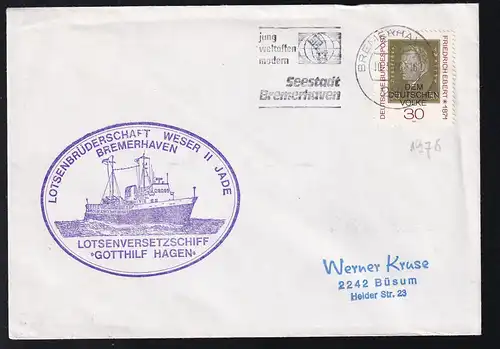 jung
weltoffen
modern
Seestadt
Bremerhaven
BREMERHAVEN
DEUTSCHE BUNDESPOST
FRIEDRICH EBERT * 1871
DEM
DEUTSCHEN
VOLKE
30
1976
LOTSENBRÜDERSCHAFT WESER II JADE
BREMERHAVEN
LOTSENVERSETZSCHIFF
"GOTTHILF HAGEN"
Werner Kruse
2242 Büsum
Heider Str. 23